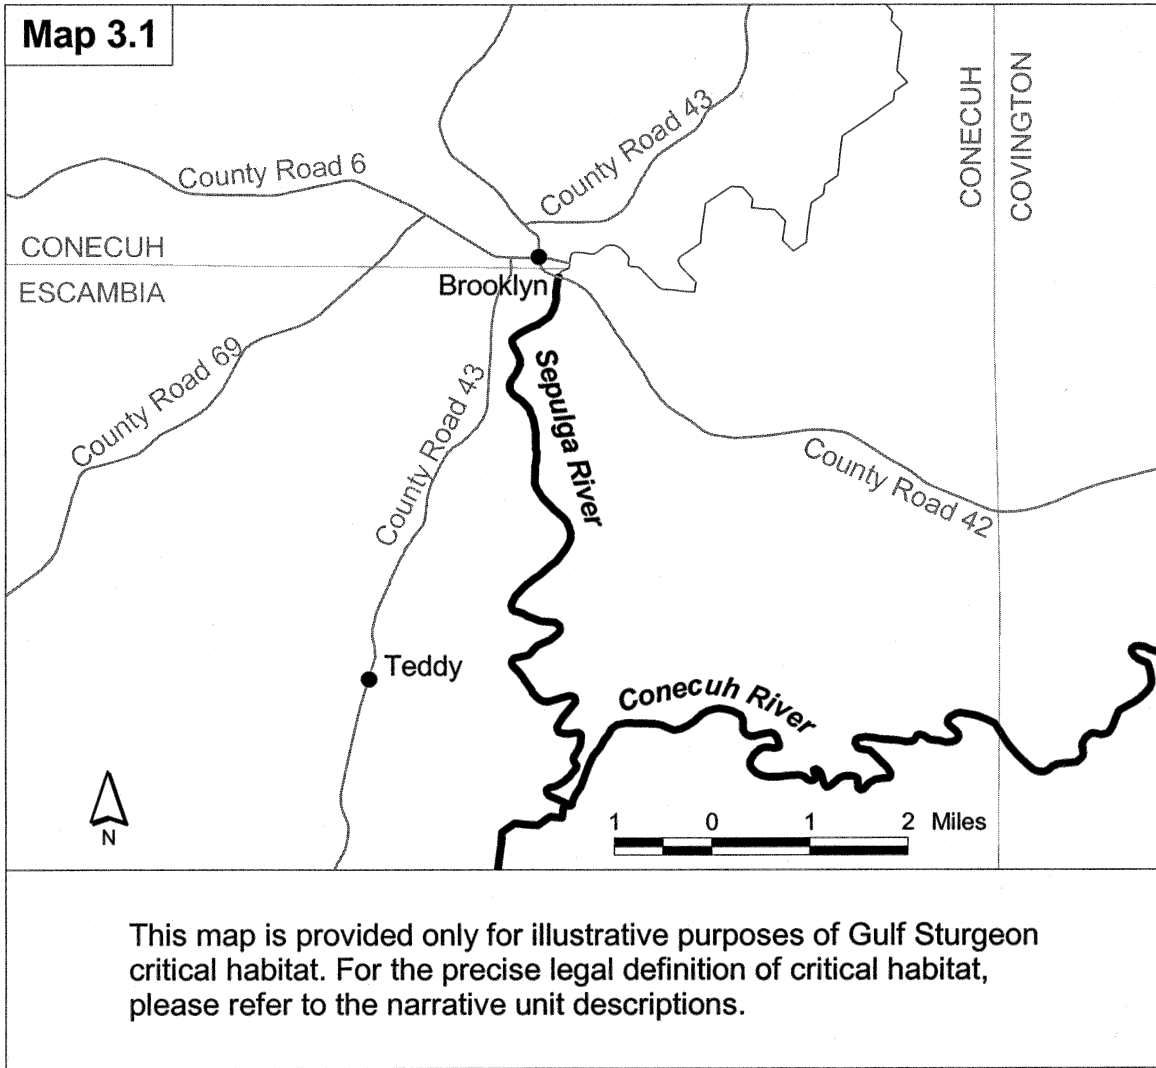 Map 3.1
CONECUH
COVINGTON
County Road 43
County Road 6
CONECUH
ESCAMBIA
Brooklyn
County Road 69
County Road 43
Sepulga River
County Road 42
Teddy
Conecuh River
N
1 0 1 2 Miles
This map is provided only for illustrative purposes of Gulf Sturgeon
critical habitat. For the precise legal definition of critical habitat,
please refer to the narrative unit descriptions.